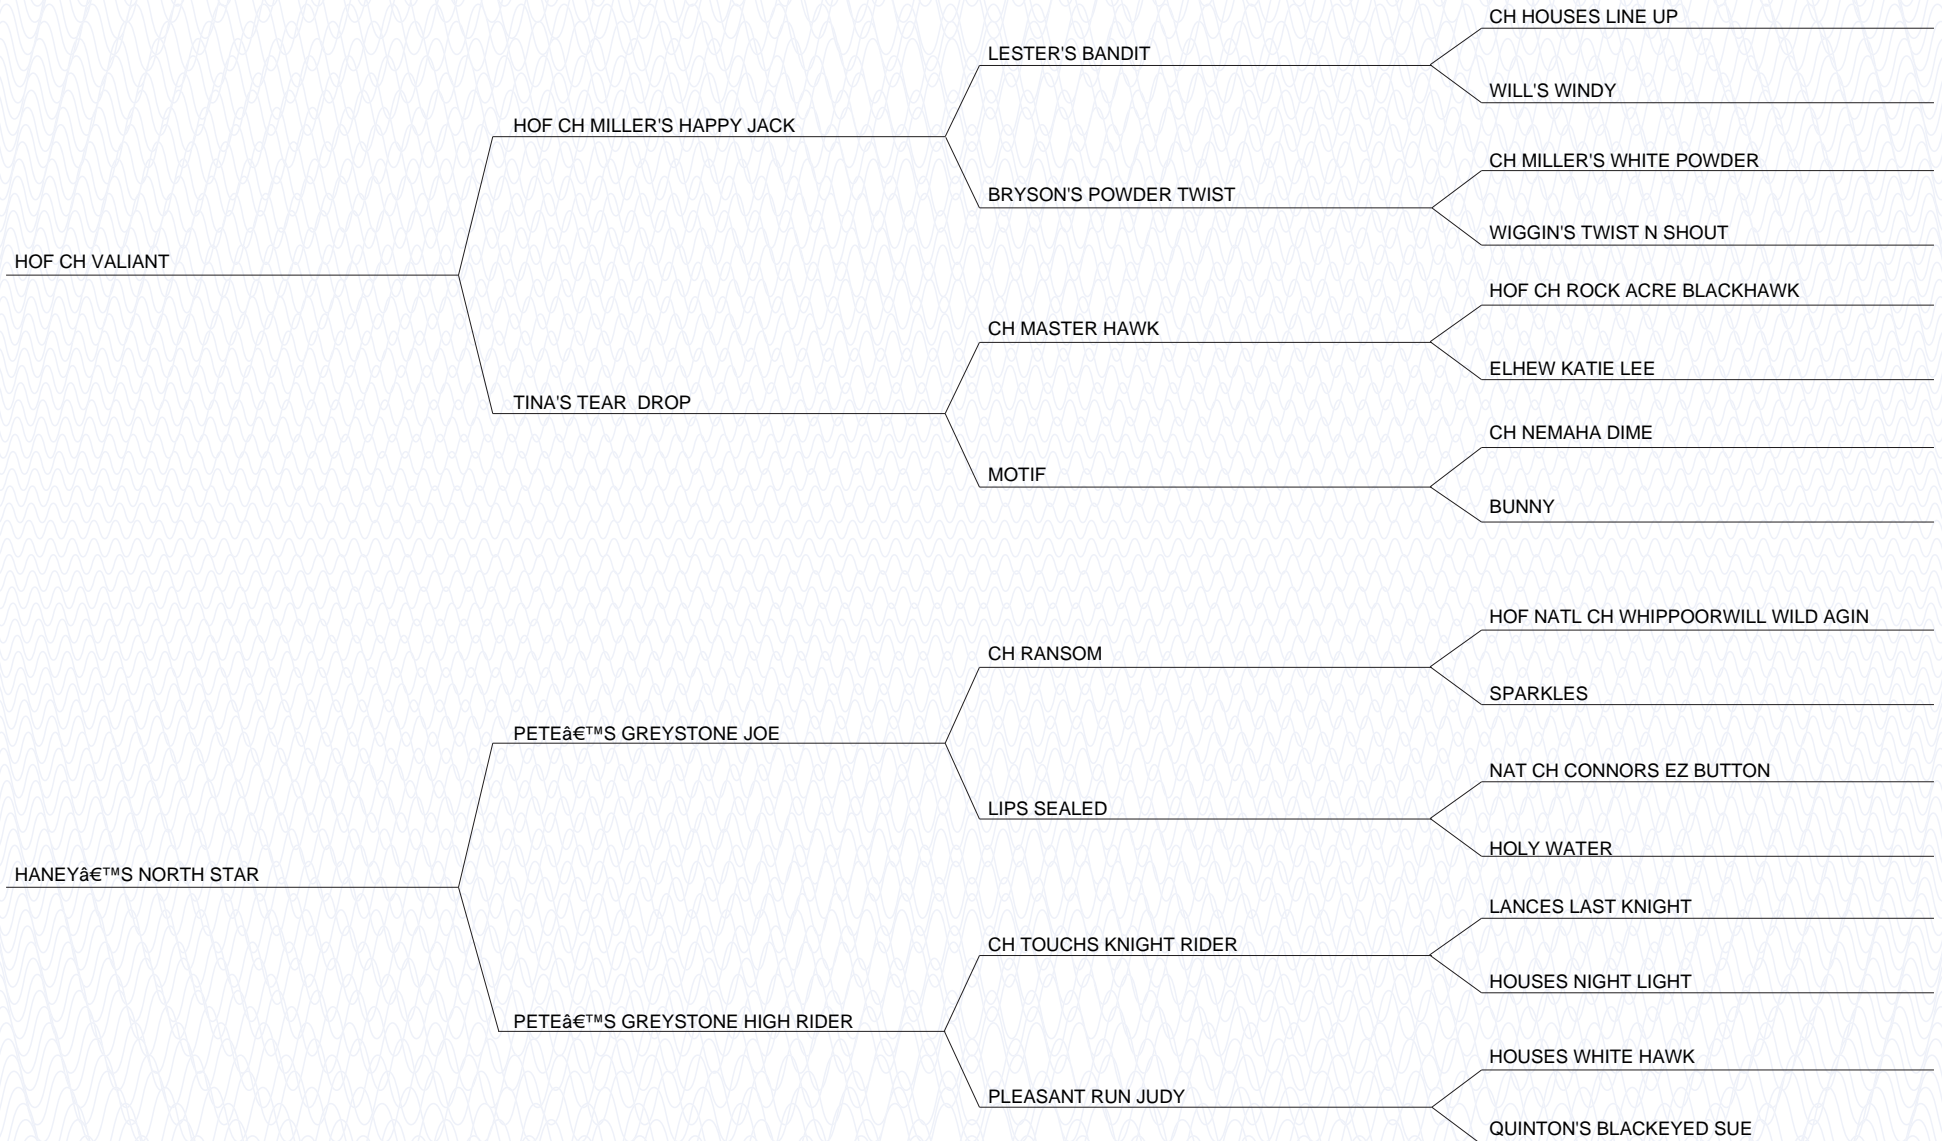 CH HOUSES LINE UP
LESTER'S BANDIT
WILL'S WINDY
HOF CH MILLER'S HAPPY JACK
CH MILLER'S WHITE POWDER
BRYSON'S POWDER TWIST
WIGGIN'S TWIST N SHOUT
HOF CH VALIANT
HOF CH ROCK ACRE BLACKHAWK
CH MASTER HAWK
ELHEW KATIE LEE
TINA'S TEAR  DROP
CH NEMAHA DIME
MOTIF
BUNNY
HOF NATL CH WHIPPOORWILL WILD AGIN
CH RANSOM
SPARKLES
PETEâ€™S GREYSTONE JOE
NAT CH CONNORS EZ BUTTON
LIPS SEALED
HOLY WATER
HANEYâ€™S NORTH STAR
LANCES LAST KNIGHT
CH TOUCHS KNIGHT RIDER
HOUSES NIGHT LIGHT
PETEâ€™S GREYSTONE HIGH RIDER
HOUSES WHITE HAWK
PLEASANT RUN JUDY
QUINTON'S BLACKEYED SUE